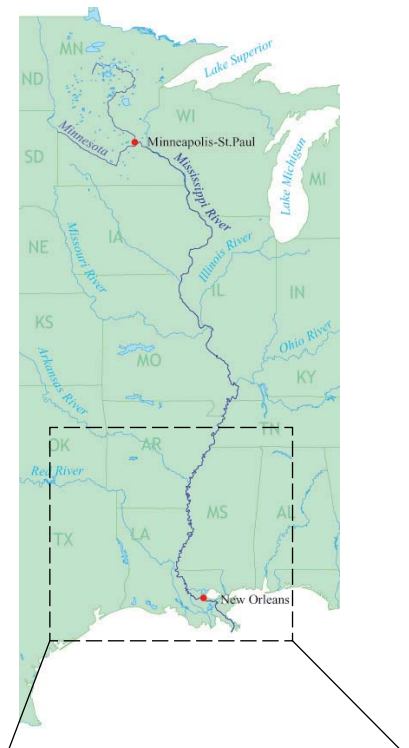 MN
Lake Superior
ND
WI
Minneapolis-St.Paul
Minnesota
SD
Mississippi River
Lake Michigan
MI
NE
IA
Missouri River
Illinois River
IL
IN
KS
MO
Ohio River
KY
Arkansas River
TN
OK
AR
Red River
MS
AL
LA
TX
New Orleans